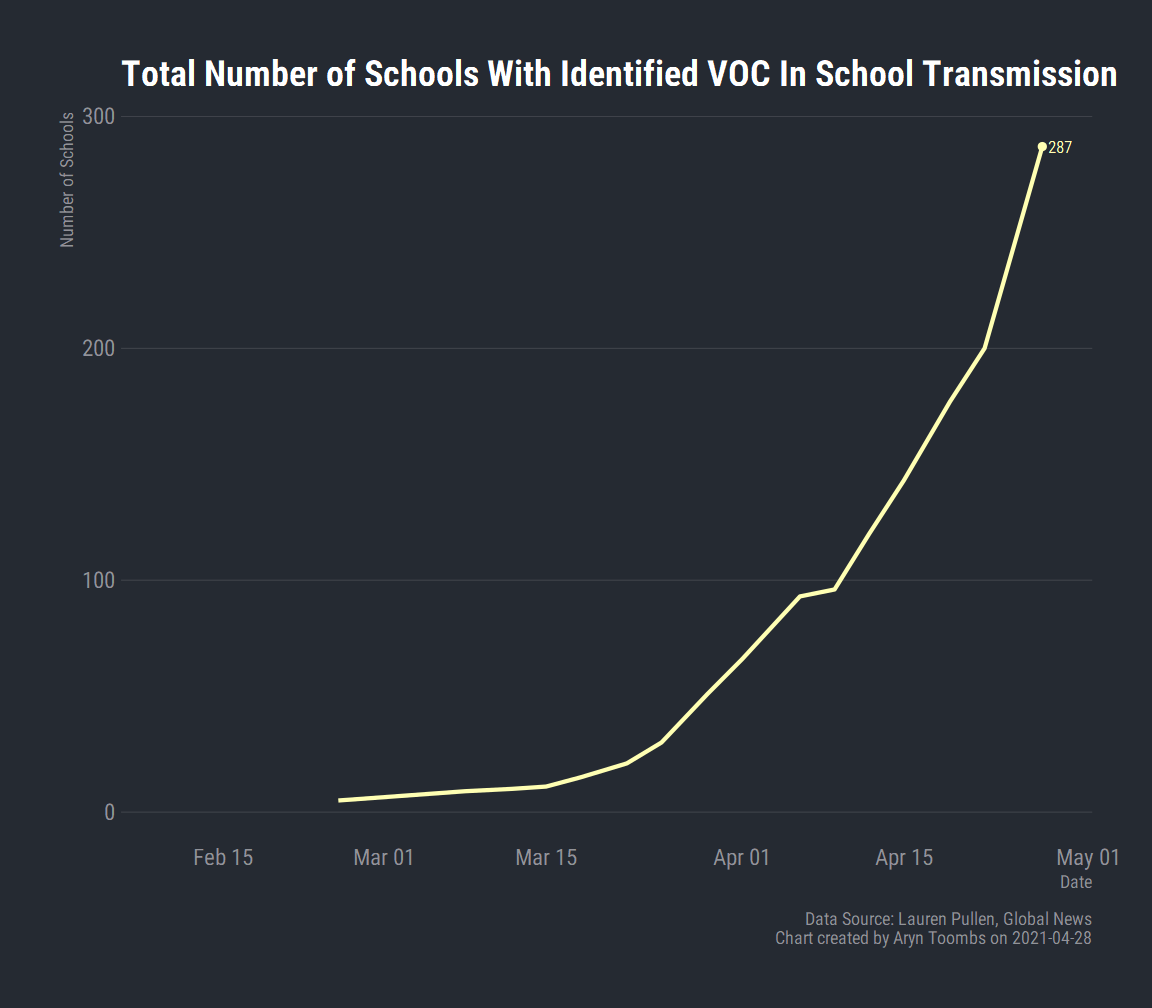 Total Number of Schools With Identified VOC In School Transmission
Number of Schools
300
287
200
100
0
Feb 15
Mar 01
Mar 15
Apr 01
Apr 15
May 01
Date
Data Source: Lauren Pullen, Global News
Chart created by Aryn Toombs on 2021-04-28